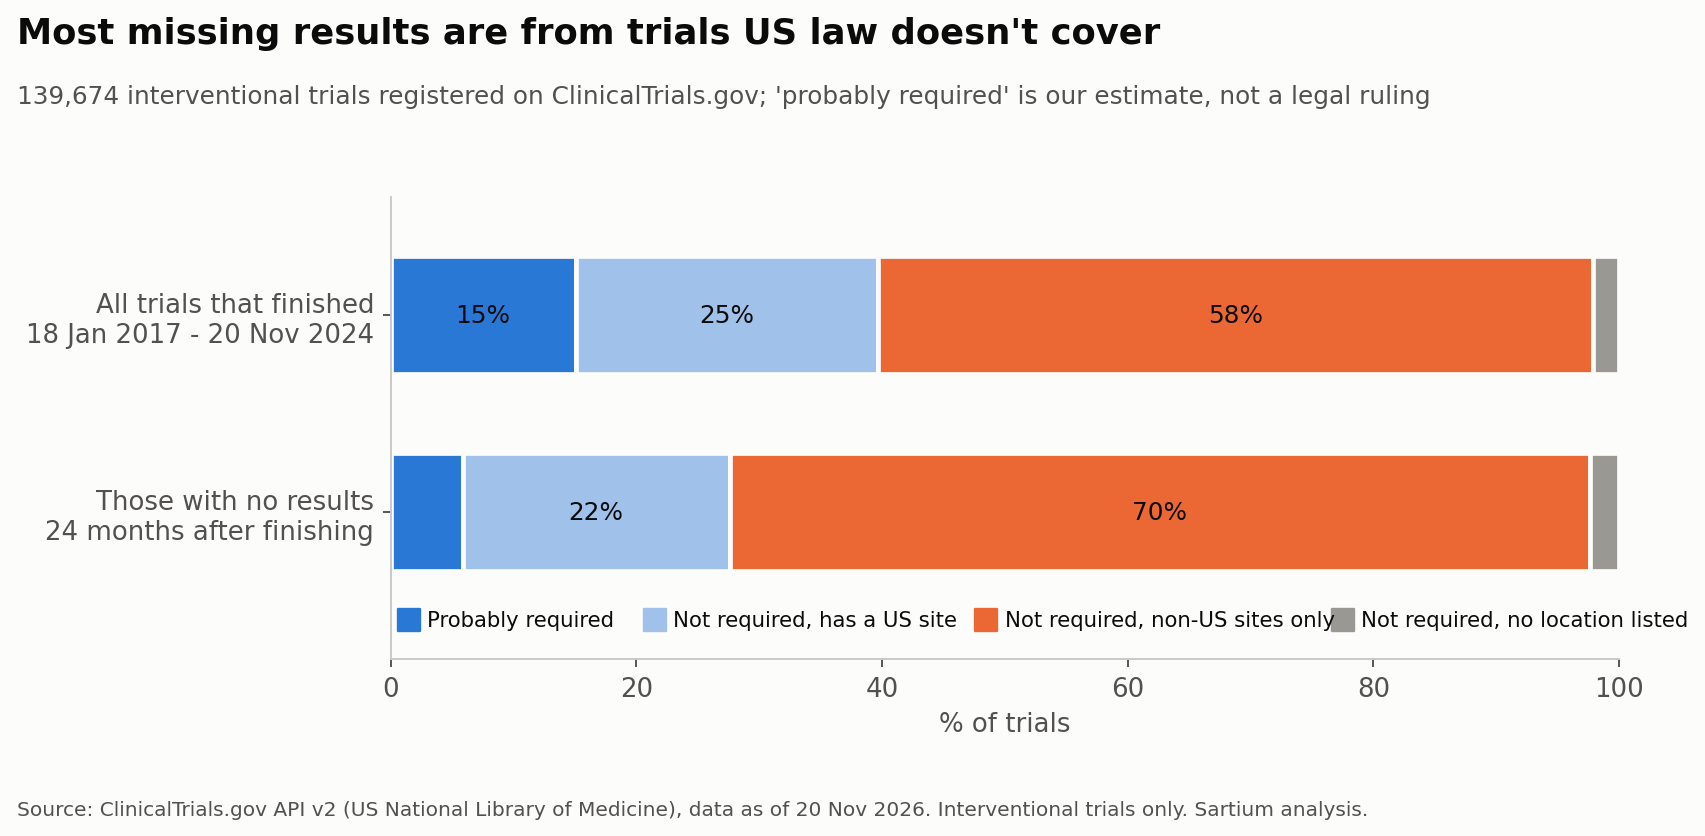 Most missing results are from trials US law doesn't cover
139,674 interventional trials registered on ClinicalTrials.gov; 'probably required' is our estimate, not a legal ruling
All trials that finished
18 Jan 2017 - 20 Nov 2024
15%
25%
58%
Those with no results
24 months after finishing
22%
70%
Probably required
Not required, has a US site
Not required, non-US sites only
Not required, no location listed
0
20
40
60
80
100
% of trials
Source: ClinicalTrials.gov API v2 (US National Library of Medicine), data as of 20 Nov 2026. Interventional trials only. Sartium analysis.